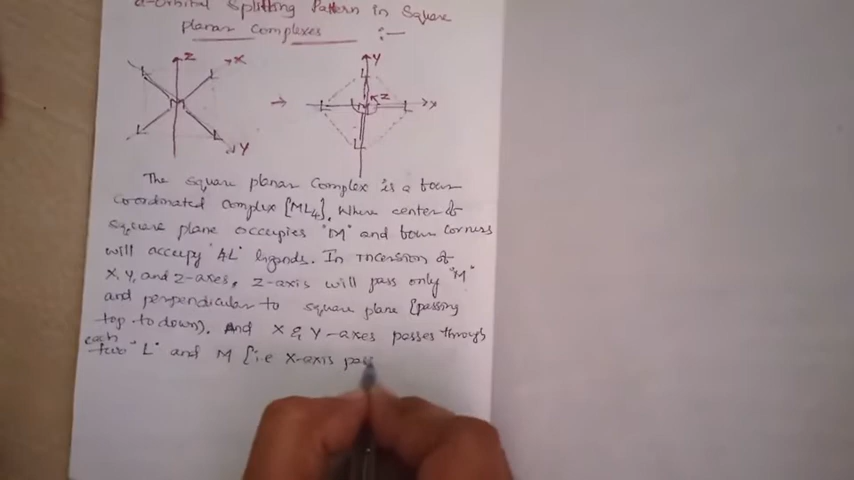 d-orbital Splitting Pattern in Square
planar complexes :-
Z X L L M L L Y
Y L Z L M L X L
The square planar complex is a four
coordinated complex [ML4]. Where center of
square plane occupies "M" and four corners
will occupy "4L" ligands. In incersion of
X, Y, and Z-axes, Z-axis will pass only "M"
and perpendicular to square plane {passing
top to down}. And X & Y-axes passes through
each
two "L" and M {i.e X-axis pass